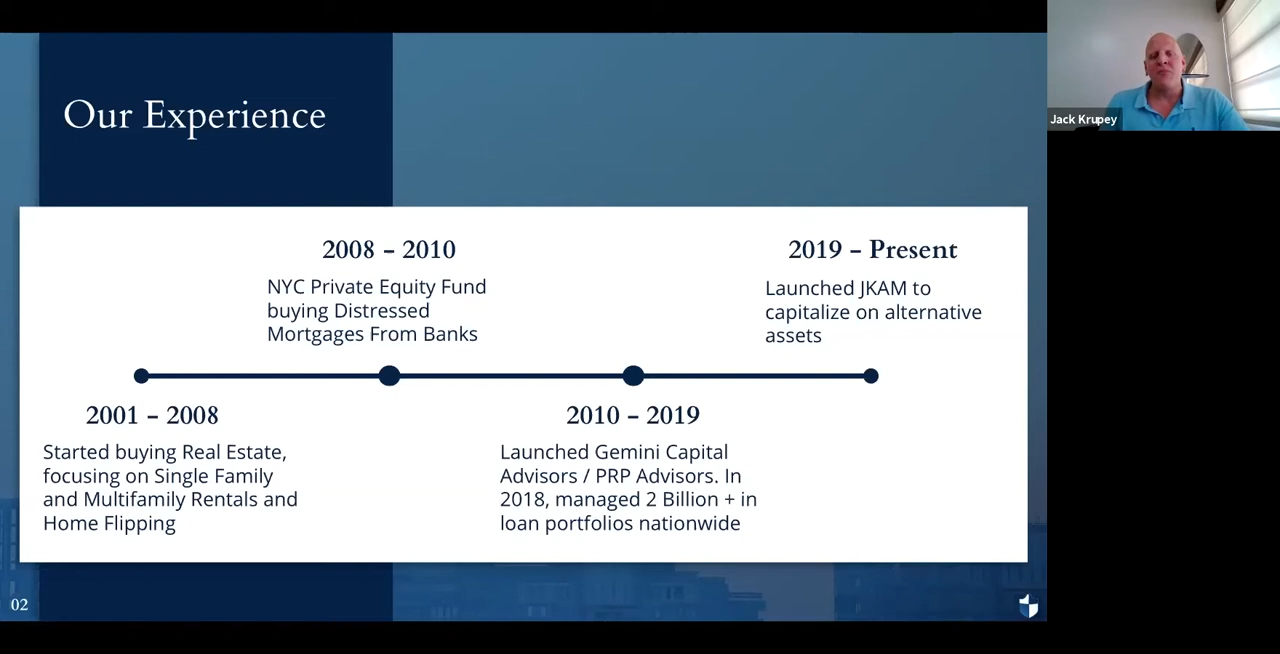 Our Experience
Jack Krupey
2008 – 2010
NYC Private Equity Fund
buying Distressed
Mortgages From Banks
2019 – Present
Launched JKAM to
capitalize on alternative
assets
2001 – 2008
Started buying Real Estate,
focusing on Single Family
and Multifamily Rentals and
Home Flipping
2010 – 2019
Launched Gemini Capital
Advisors / PRP Advisors. In
2018, managed 2 Billion + in
loan portfolios nationwide
02